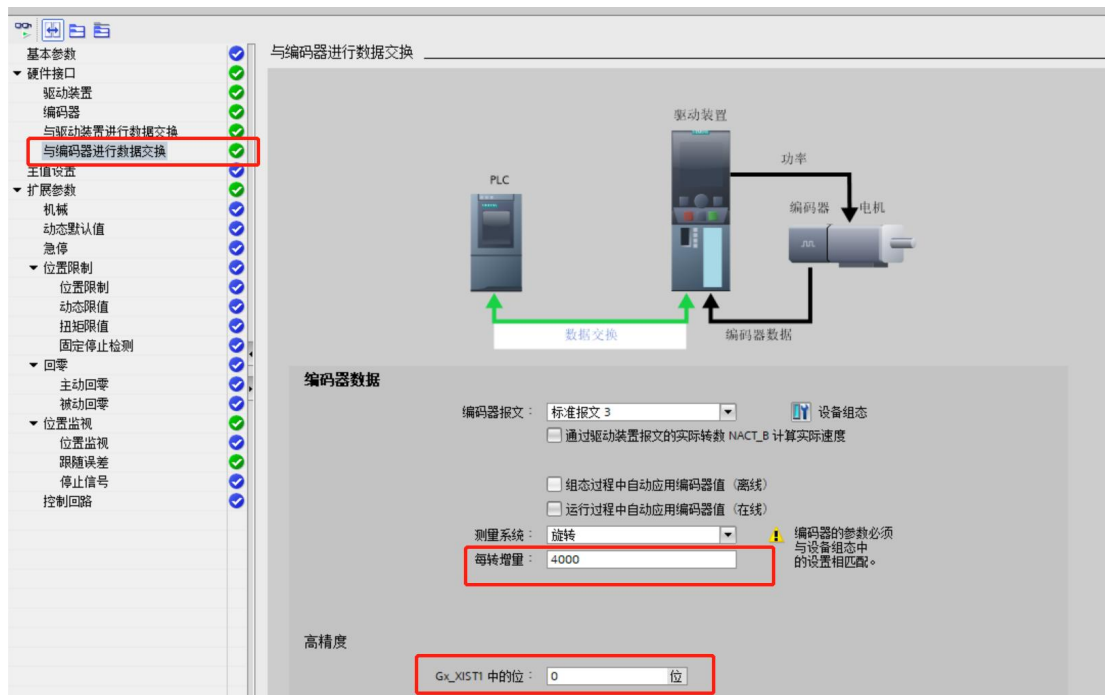 基本参数
硬件接口
驱动装置
编码器
与驱动装置进行数据交换
与编码器进行数据交换
主值设置
扩展参数
机械
动态默认值
急停
位置限制
位置限制
动态限值
扭矩限值
固定停止检测
回零
主动回零
被动回零
位置监视
位置监视
跟随误差
停止信号
控制回路
与编码器进行数据交换
驱动装置
功率
PLC
编码器
电机
数据交换
编码器数据
编码器数据
编码器报文： 标准报文 3
设备组态
通过驱动装置报文的实际转数 NACT_B 计算实际速度
组态过程中自动应用编码器值（离线）
运行过程中自动应用编码器值（在线）
测量系统： 旋转
编码器的参数必须
与设备组态中
的设置相匹配。
每转增量： 4000
高精度
Gx_XIST1 中的位： 0 位